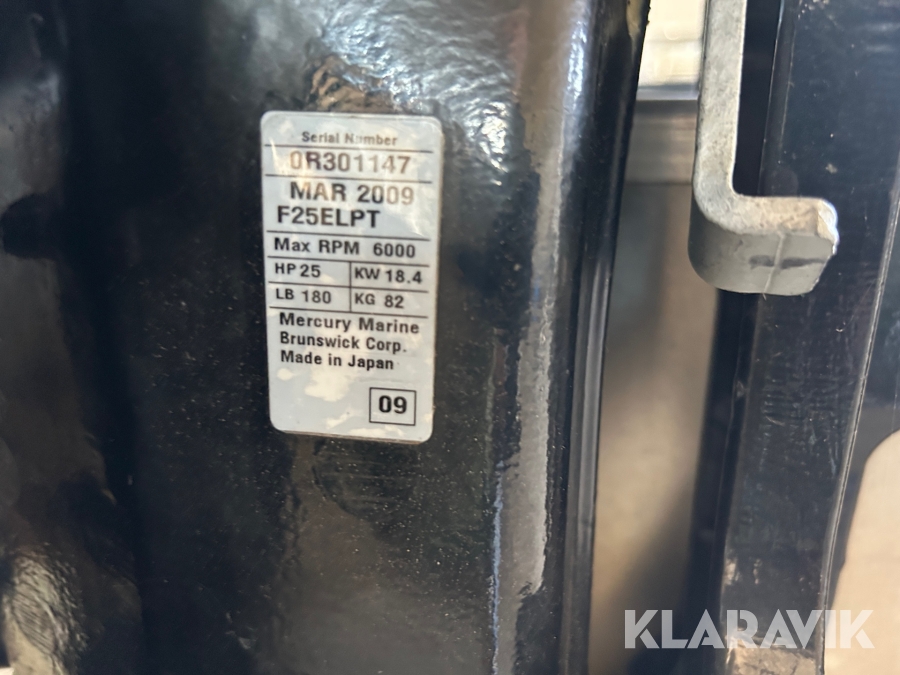 Serial Number
0R301147
MAR 2009
F25ELPT
Max RPM 6000
HP 25 KW 18.4
LB 180 KG 82
Mercury Marine
Brunswick Corp.
Made in Japan
09
KLARAVIK